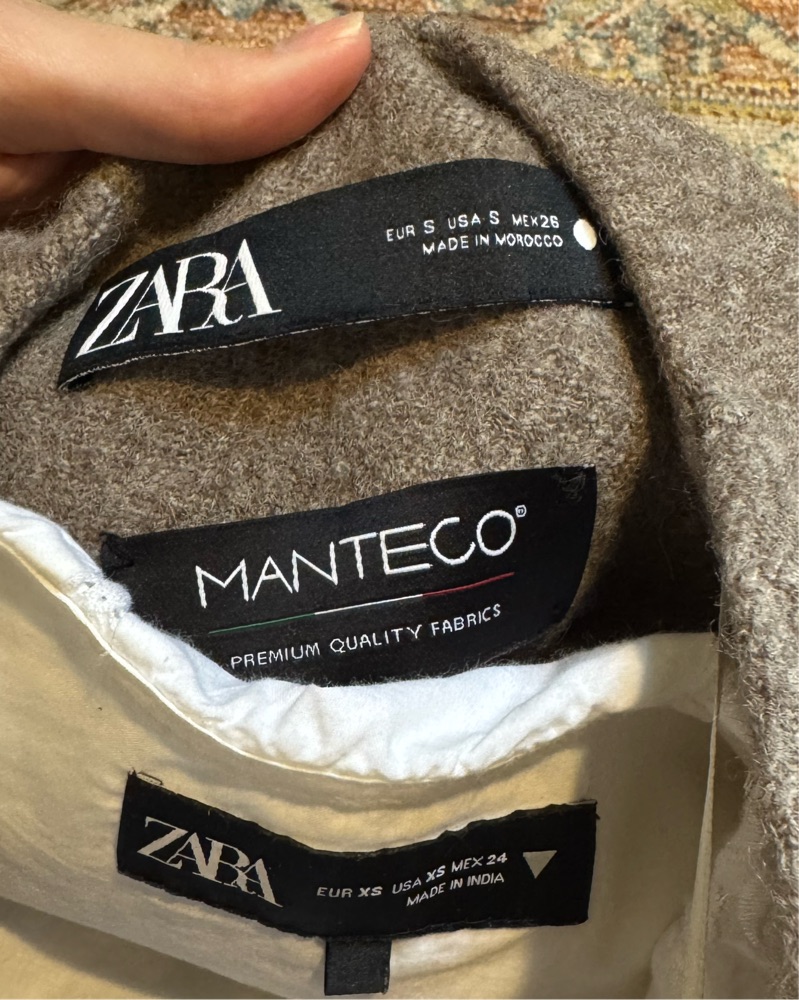 ZARA
EUR S USA S MEX 26
MADE IN MOROCCO
MANTECO®
PREMIUM QUALITY FABRICS
ZARA
EUR XS USA XS MEX 24
MADE IN INDIA